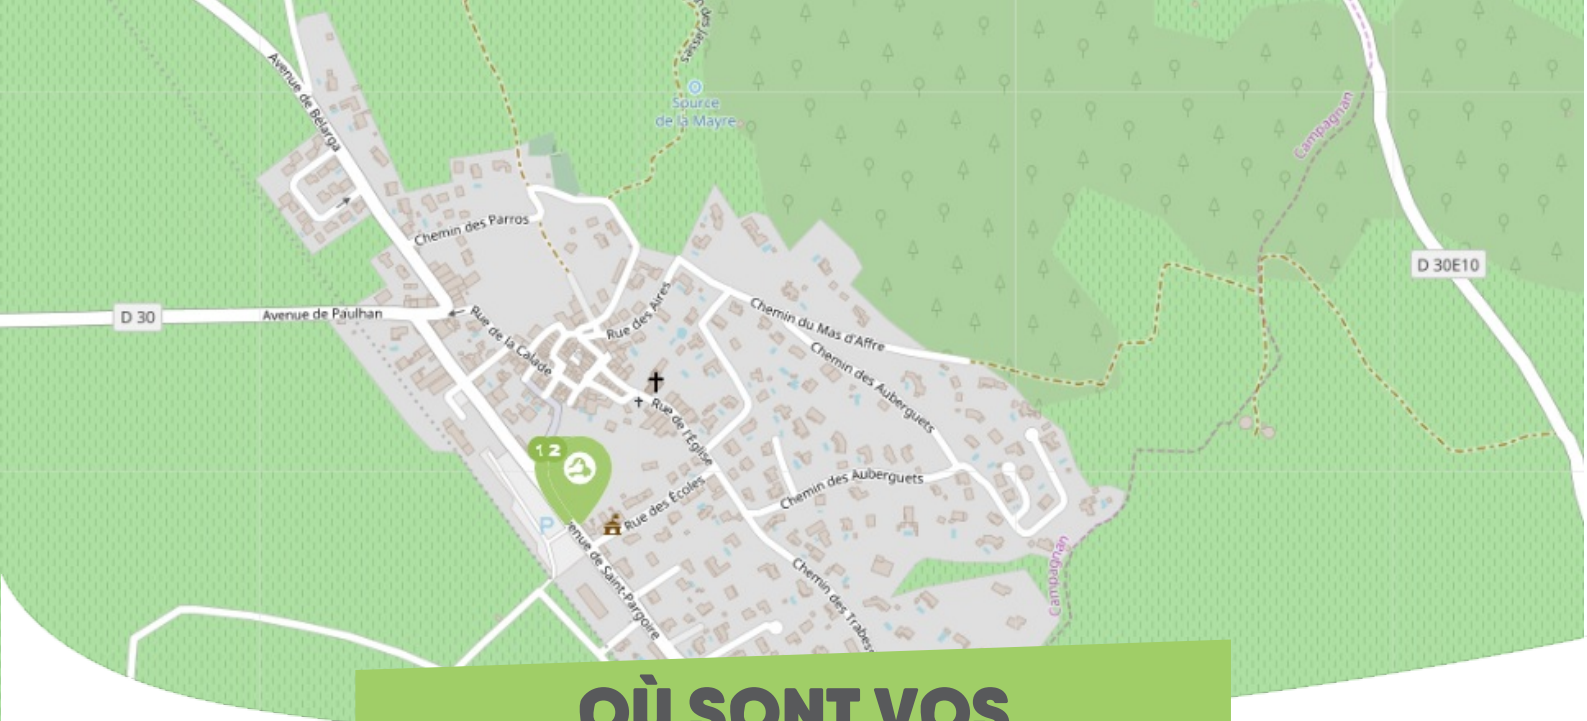 Avenue de Bélarga
Source
de la Mayre
Campagnan
Chemin des Parros
D 30E10
D 30
Avenue de Paulhan
Rue de la Calade
Rue des Aires
Chemin du Mas d'Affre
Chemin des Auberguets
Rue de l'Église
1 2
Chemin des Auberguets
Rue des Écoles
P
enue de Saint-Pargoire
Campagnan
Chemin des Trabes
OÙ SONT VOS